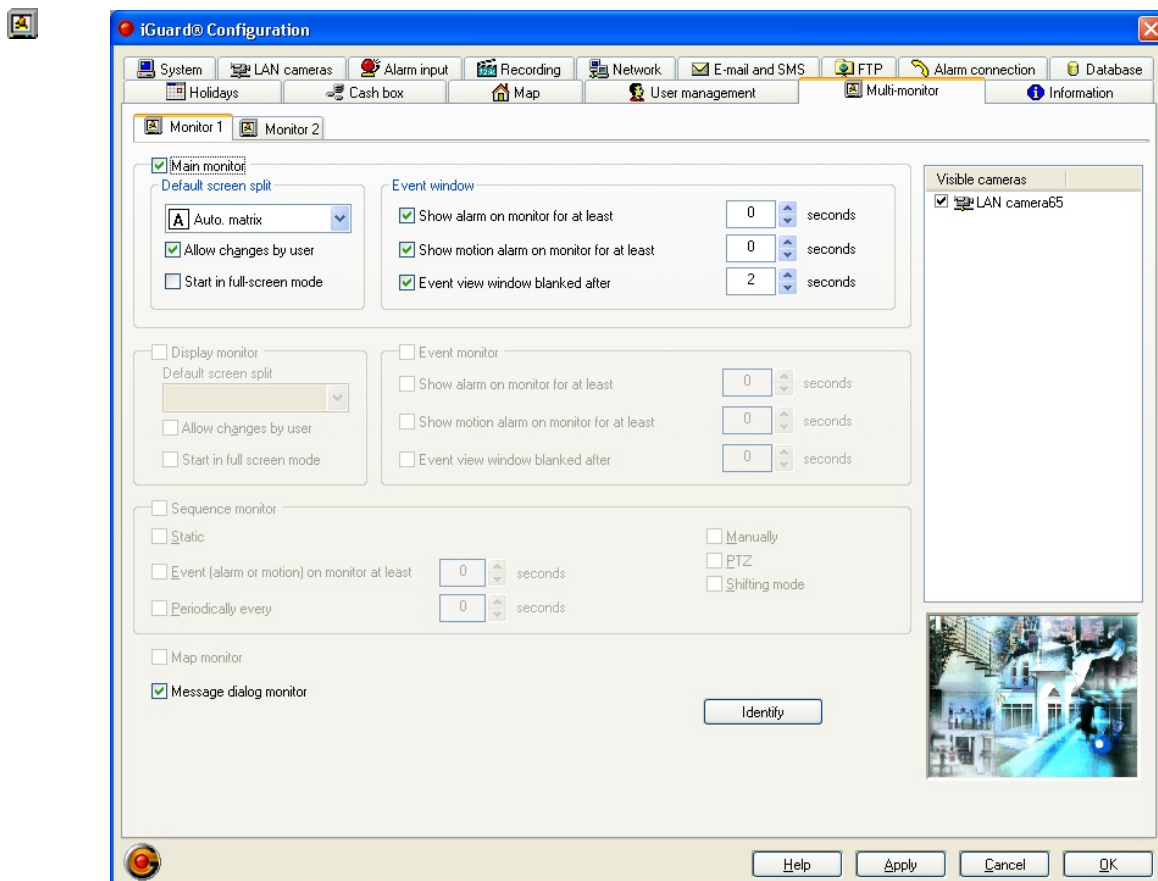 iGuard® Configuration
System LAN cameras Alarm input Recording Network E-mail and SMS FTP Alarm connection Database
Holidays Cash box Map User management Multi-monitor Information
Monitor 1 Monitor 2
Main monitor
Default screen split
A Auto. matrix
Allow changes by user
Start in full-screen mode
Event window
Show alarm on monitor for at least 0 seconds
Show motion alarm on monitor for at least 0 seconds
Event view window blanked after 2 seconds
Visible cameras
LAN camera65
Display monitor
Default screen split
Allow changes by user
Start in full screen mode
Event monitor
Show alarm on monitor for at least 0 seconds
Show motion alarm on monitor for at least 0 seconds
Event view window blanked after 0 seconds
Sequence monitor
Static
Event (alarm or motion) on monitor at least 0 seconds
Periodically every 0 seconds
Manually
PTZ
Shifting mode
Map monitor
Message dialog monitor
Identify
Help Apply Cancel OK